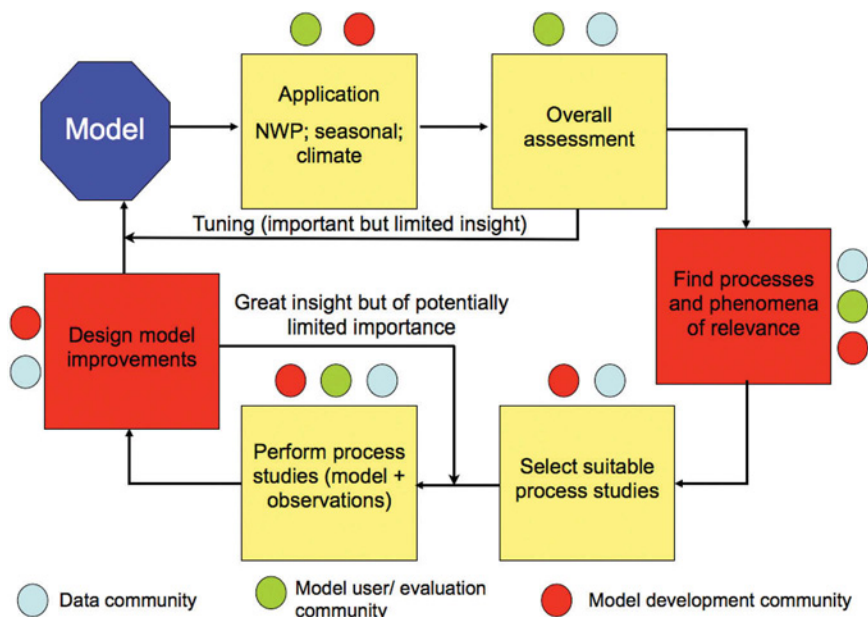 Model
Application
NWP; seasonal;
climate
Overall
assessment
Tuning (important but limited insight)
Find processes
and phenomena
of relevance
Design model
improvements
Great insight but of potentially
limited importance
Perform process
studies (model +
observations)
Select suitable
process studies
Data community
Model user/ evaluation
community
Model development community